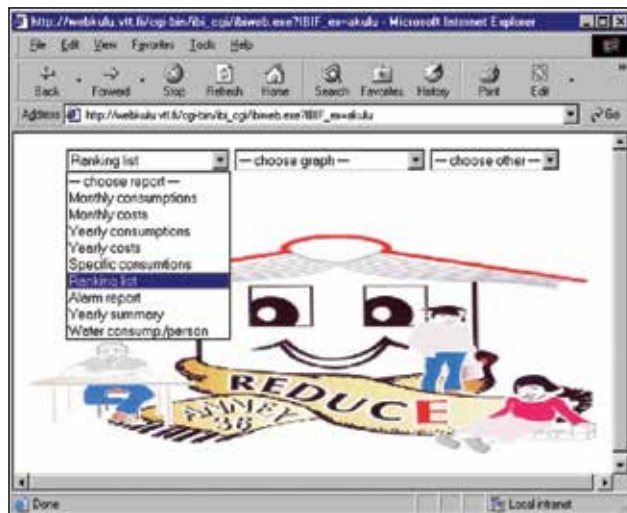 http://webkulu.vtt.fi/cgi-bin/ibi_cgi/ibiweb.exe?IBIF_ex=akulu - Microsoft Internet Explorer
File Edit View Favorites Tools Help
Back Forward Stop Refresh Home Search Favorites History Print Edit
Address http://webkulu.vtt.fi/cgi-bin/ibi_cgi/ibiweb.exe?IBIF_ex=akulu Go
Ranking list --- choose graph --- --- choose other ---
--- choose report ---
Monthly consumptions
Monthly costs
Yearly consumptions
Yearly costs
Specific consumtions
Ranking list
Alarm report
Yearly summary
Water consump./person
REDUCE
'98
Done Local intranet